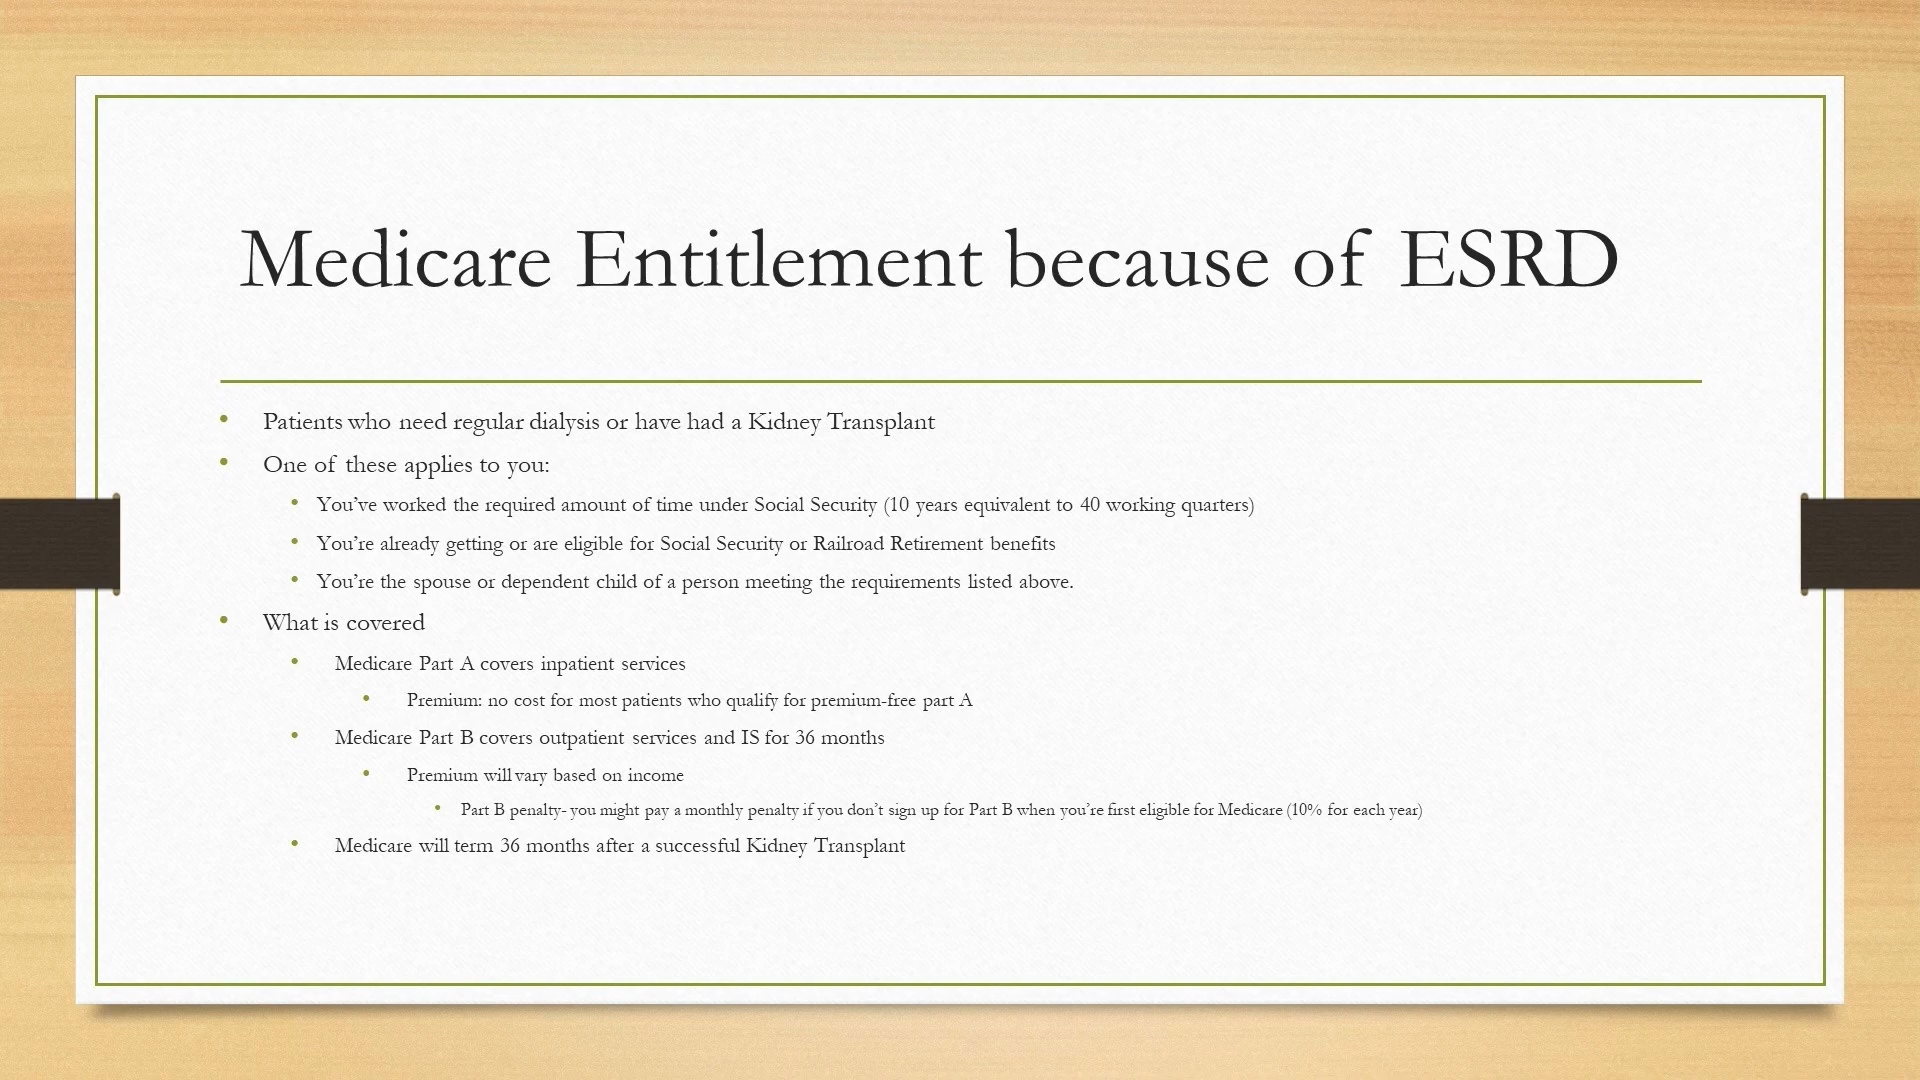 Medicare Entitlement because of ESRD
• Patients who need regular dialysis or have had a Kidney Transplant
• One of these applies to you:
• You’ve worked the required amount of time under Social Security (10 years equivalent to 40 working quarters)
• You’re already getting or are eligible for Social Security or Railroad Retirement benefits
• You’re the spouse or dependent child of a person meeting the requirements listed above.
• What is covered
• Medicare Part A covers inpatient services
• Premium: no cost for most patients who qualify for premium-free part A
• Medicare Part B covers outpatient services and IS for 36 months
• Premium will vary based on income
• Part B penalty- you might pay a monthly penalty if you don’t sign up for Part B when you’re first eligible for Medicare (10% for each year)
• Medicare will term 36 months after a successful Kidney Transplant